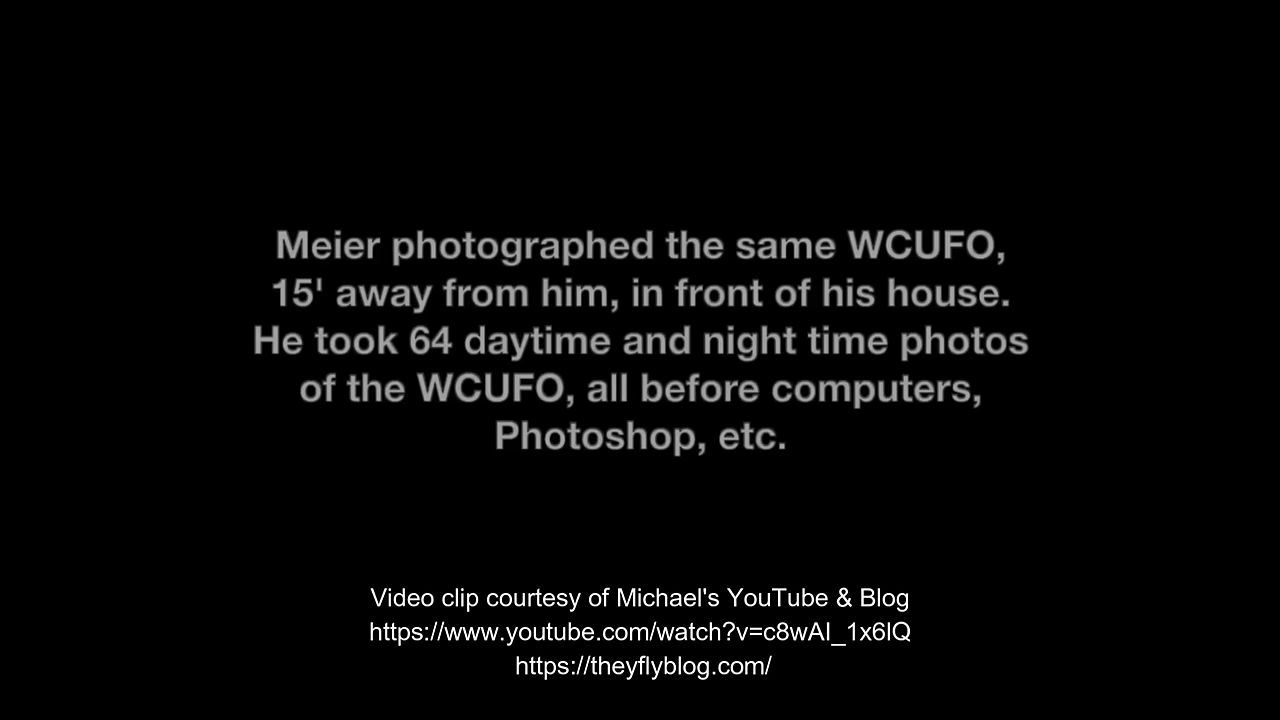 Meier photographed the same WCUFO,
15' away from him, in front of his house.
He took 64 daytime and night time photos
of the WCUFO, all before computers,
Photoshop, etc.
Video clip courtesy of Michael's YouTube & Blog
https://www.youtube.com/watch?v=c8wAI_1x6lQ
https://theyflyblog.com/